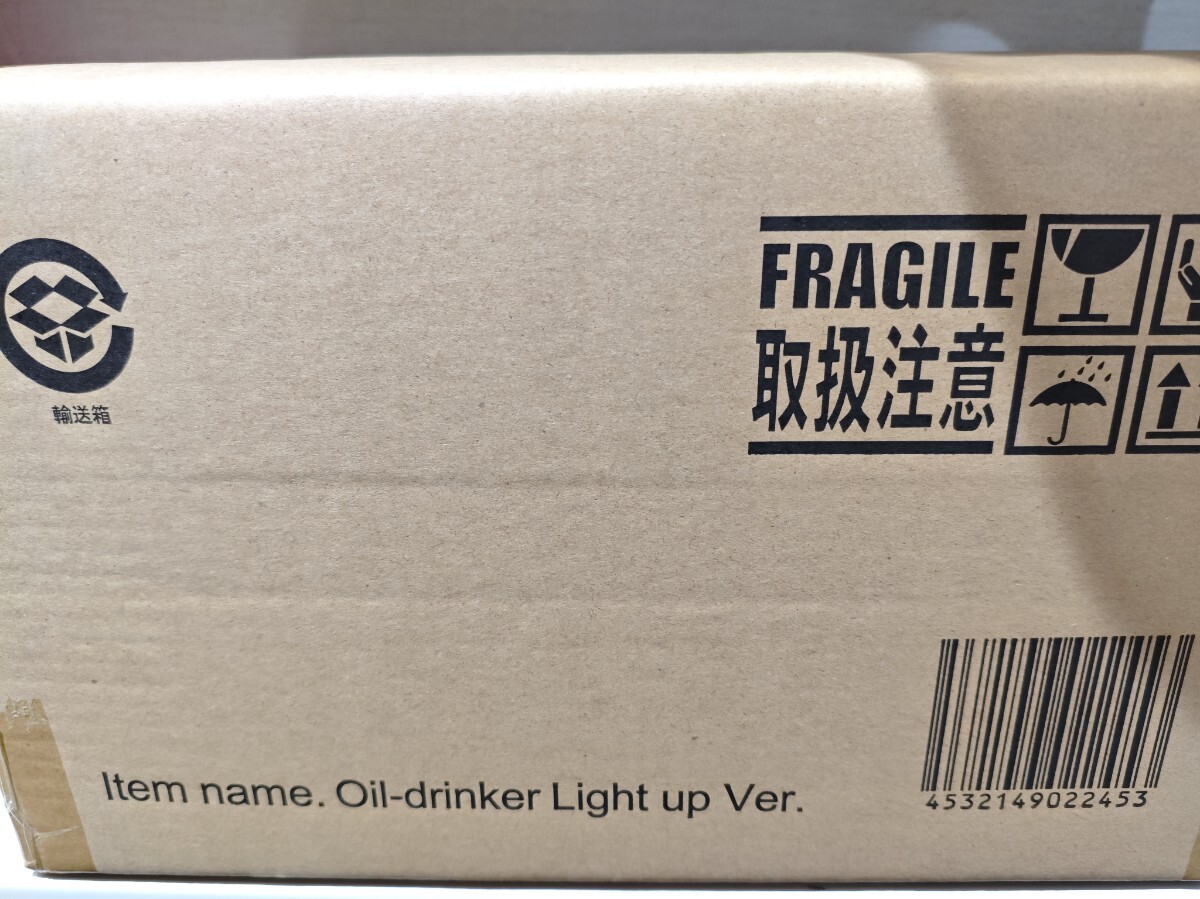 FRAGILE
取扱注意
輸送箱
Item name. Oil-drinker Light up Ver.
4532149022453